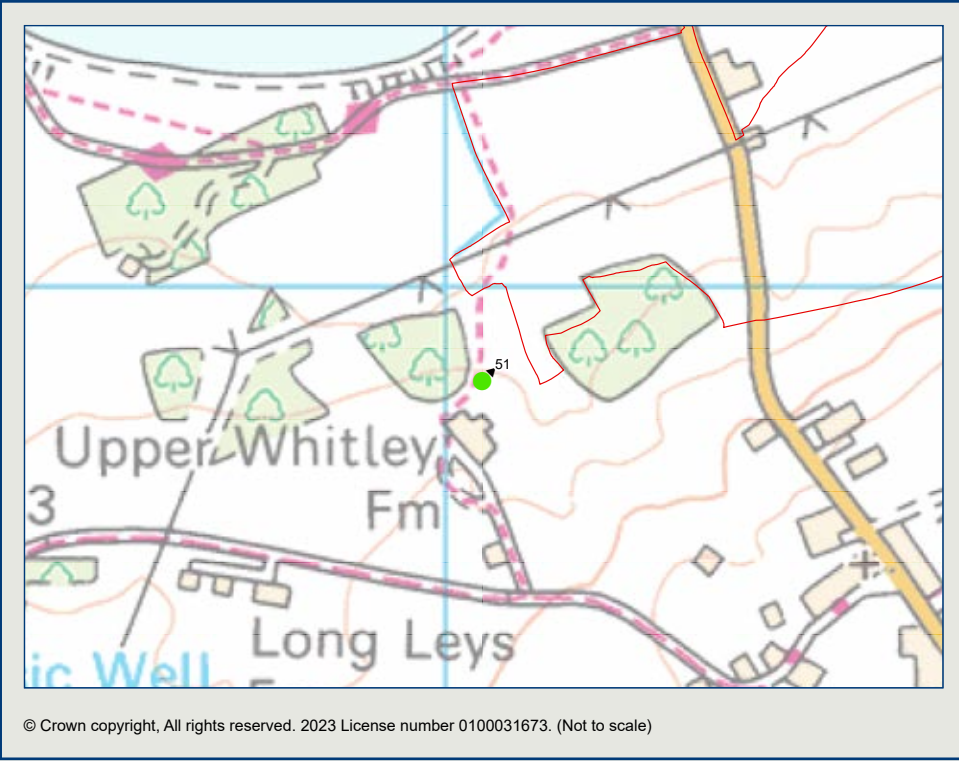 51
Upper Whitley
Fm
3
Long Leys
ic Well
© Crown copyright, All rights reserved. 2023 License number 0100031673. (Not to scale)